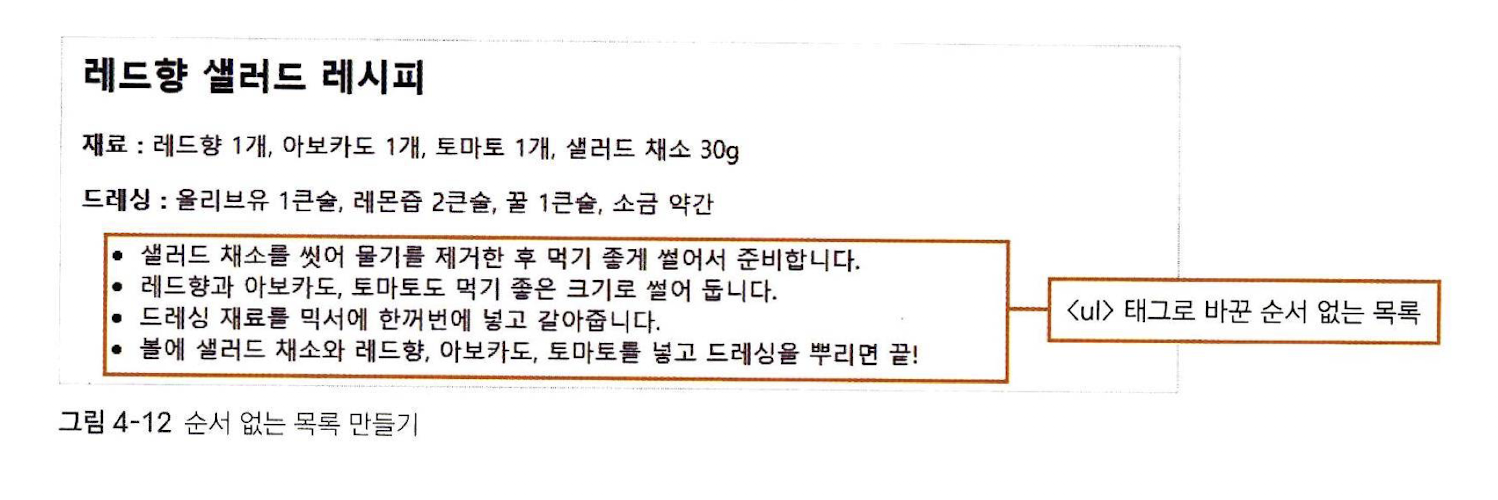 레드향 샐러드 레시피
재료 : 레드향 1개, 아보카도 1개, 토마토 1개, 샐러드 채소 30g
드레싱 : 올리브유 1큰술, 레몬즙 2큰술, 꿀 1큰술, 소금 약간
• 샐러드 채소를 씻어 물기를 제거한 후 먹기 좋게 썰어서 준비합니다.
• 레드향과 아보카도, 토마토도 먹기 좋은 크기로 썰어 둡니다.
• 드레싱 재료를 믹서에 한꺼번에 넣고 갈아줍니다.
• 볼에 샐러드 채소와 레드향, 아보카도, 토마토를 넣고 드레싱을 뿌리면 끝!
<ul> 태그로 바꾼 순서 없는 목록
그림 4-12 순서 없는 목록 만들기